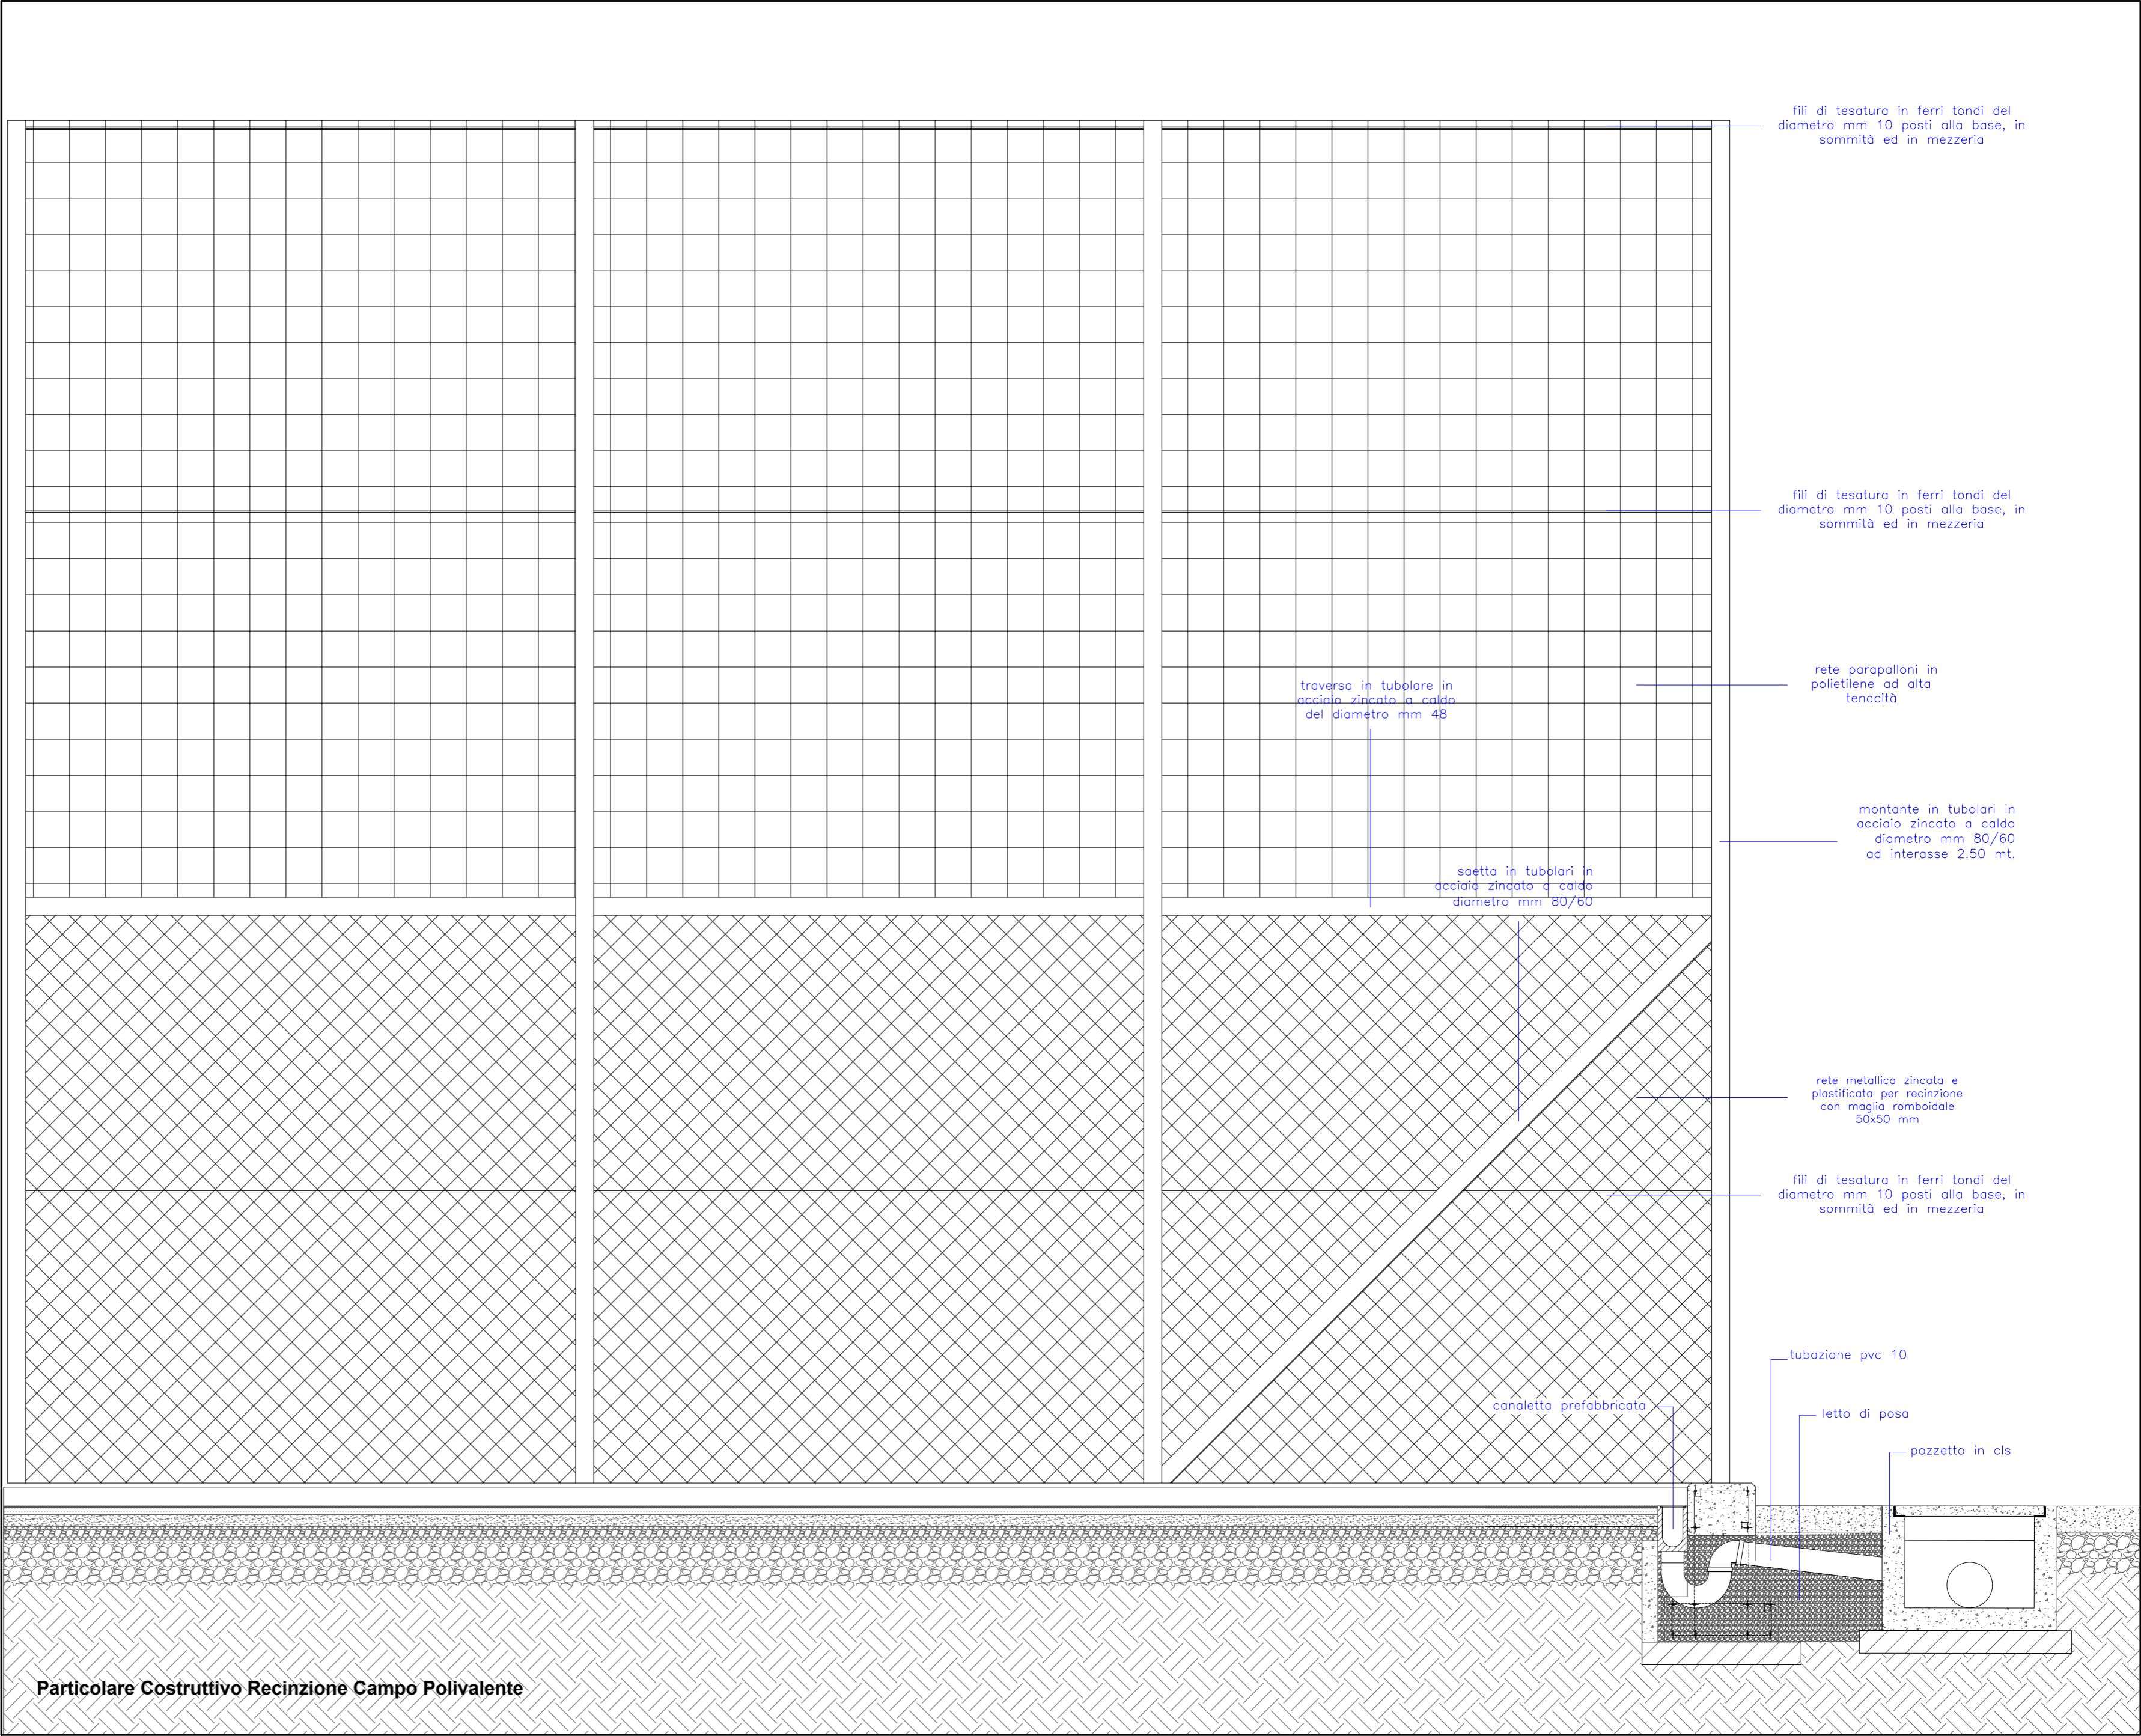 fili di tesatura in ferri tondi del
diametro mm 10 posti alla base, in
sommità ed in mezzeria
fili di tesatura in ferri tondi del
diametro mm 10 posti alla base, in
sommità ed in mezzeria
rete parapalloni in
polietilene ad alta
tenacità
traversa in tubolare in
acciaio zincato a caldo
del diametro mm 48
montante in tubolari in
acciaio zincato a caldo
diametro mm 80/60
ad interasse 2.50 mt.
saetta in tubolari in
acciaio zincato a caldo
diametro mm 80/60
rete metallica zincata e
plastificata per recinzione
con maglia romboidale
50x50 mm
fili di tesatura in ferri tondi del
diametro mm 10 posti alla base, in
sommità ed in mezzeria
tubazione pvc 10
canaletta prefabbricata
letto di posa
pozzetto in cls
Particolare Costruttivo Recinzione Campo Polivalente